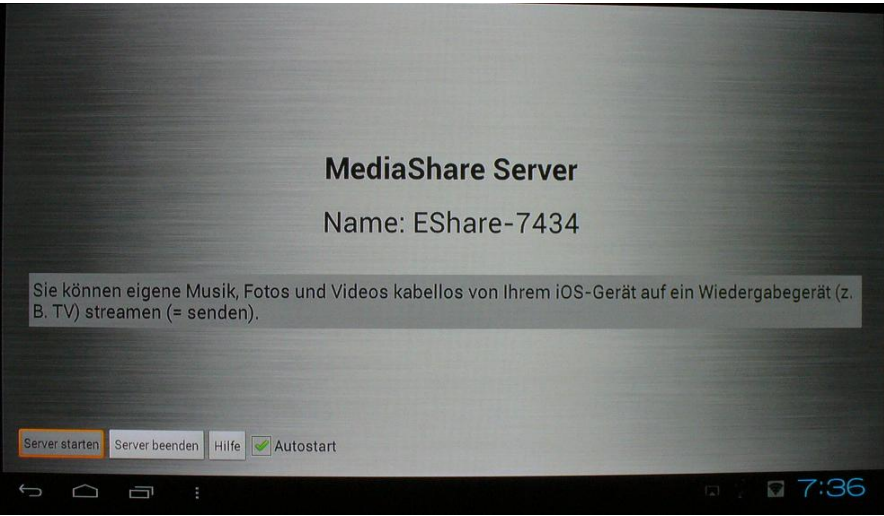 MediaShare Server
Name: EShare-7434
Sie können eigene Musik, Fotos und Videos kabellos von Ihrem iOS-Gerät auf ein Wiedergabegerät (z.
B. TV) streamen (= senden).
Server starten Server beenden Hilfe Autostart
7:36